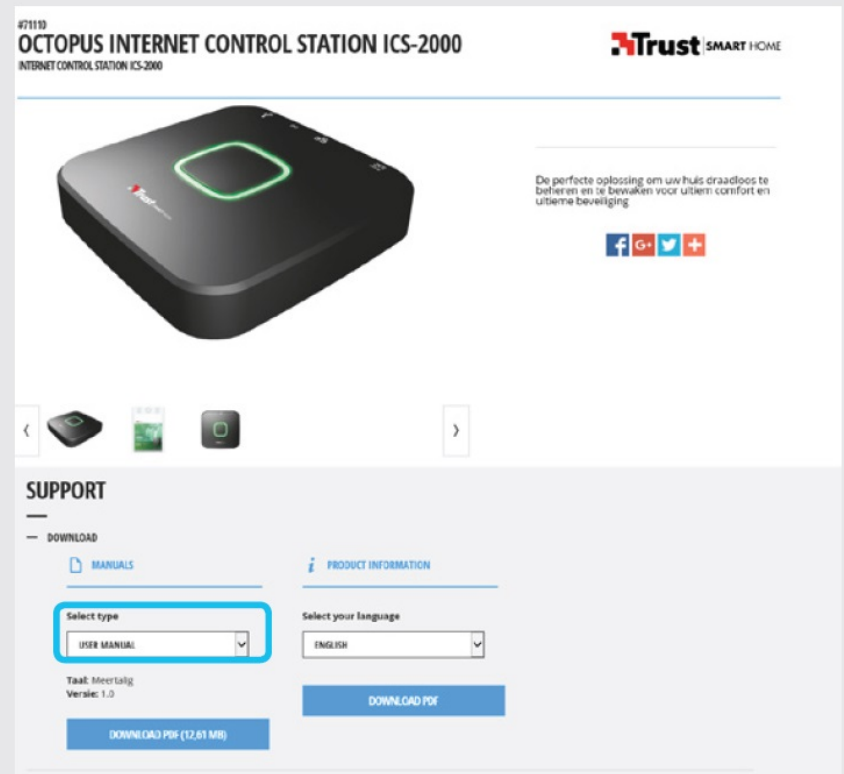 #71110
OCTOPUS INTERNET CONTROL STATION ICS-2000
INTERNET CONTROL STATION ICS-2000
Trust SMART HOME
Trust
De perfecte oplossing om uw huis draadloos te
beheren en te bewaken voor ultiem comfort en
ultieme beveiliging
f G+
SUPPORT
DOWNLOAD
MANUALS
i PRODUCT INFORMATION
Select type
USER MANUAL
Taal: Meertalig
Versie: 1.0
DOWNLOAD PDF (12,61 MB)
Select your language
ENGLISH
DOWNLOAD PDF